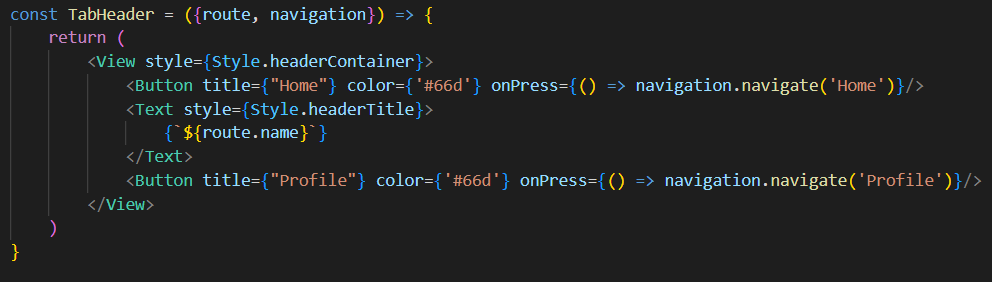 const TabHeader = ({route, navigation}) => {
    return (
        <View style={Style.headerContainer}>
            <Button title={"Home"} color={'#66d'} onPress={() => navigation.navigate('Home')}/>
            <Text style={Style.headerTitle}>
                {`${route.name}`}
            </Text>
            <Button title={"Profile"} color={'#66d'} onPress={() => navigation.navigate('Profile')}/>
        </View>
    )
}